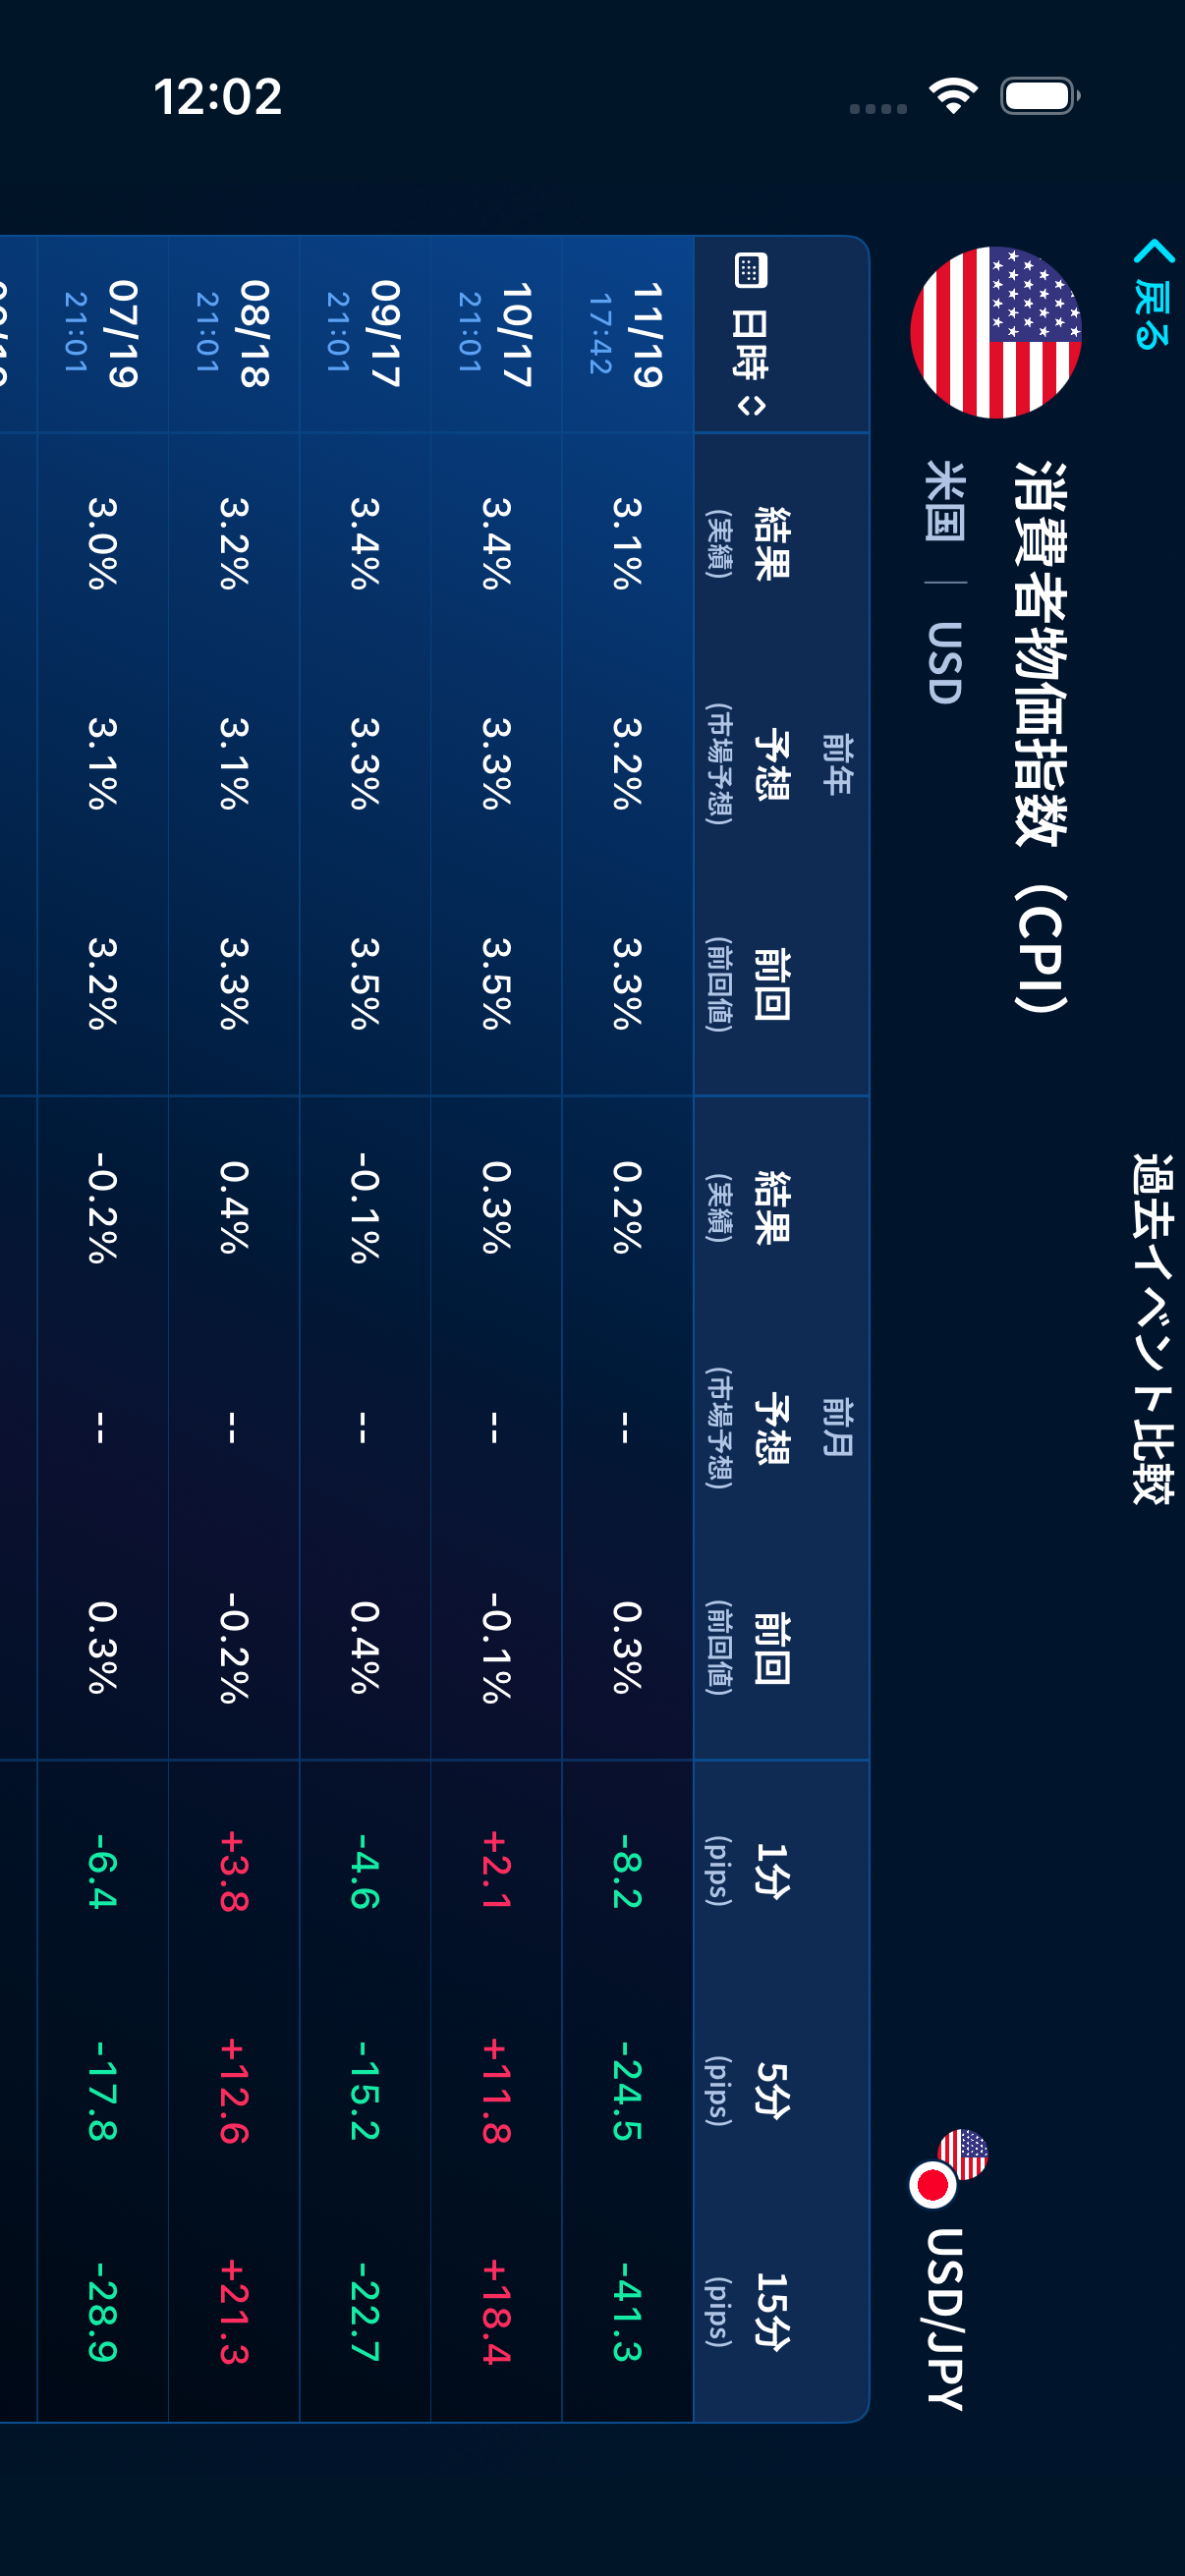 12:02
戻る
過去イベント比較
消費者物価指数（CPI）
米国 | USD
USD/JPY
前年 前月
日時 結果 予想 前回 結果 予想 前回 1分 5分 15分
(実績) (市場予想) (前回値) (実績) (市場予想) (前回値) (pips) (pips) (pips)
11/19 3.1% 3.2% 3.3% 0.2% -- 0.3% -8.2 -24.5 -41.3
17:42
10/17 3.4% 3.3% 3.5% 0.3% -- -0.1% +2.1 +11.8 +18.4
21:01
09/17 3.4% 3.3% 3.5% -0.1% -- 0.4% -4.6 -15.2 -22.7
21:01
08/18 3.2% 3.1% 3.3% 0.4% -- -0.2% +3.8 +12.6 +21.3
21:01
07/19 3.0% 3.1% 3.2% -0.2% -- 0.3% -6.4 -17.8 -28.9
21:01